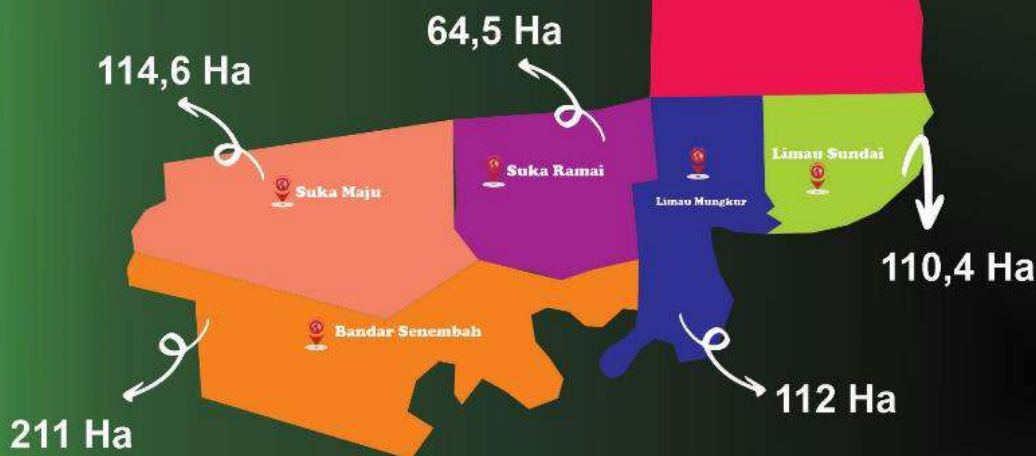 64,5 Ha
114,6 Ha
Limau Sundai
Suka Ramai
Suka Maju
Limau Mungkur
110,4 Ha
Bandar Senembah
112 Ha
211 Ha